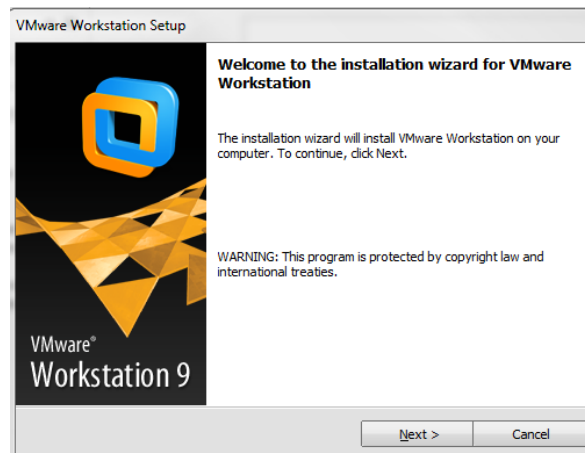 VMware Workstation Setup
Welcome to the installation wizard for VMware
Workstation
The installation wizard will install VMware Workstation on your
computer. To continue, click Next.
WARNING: This program is protected by copyright law and
international treaties.
VMware®
Workstation 9
Next >
Cancel